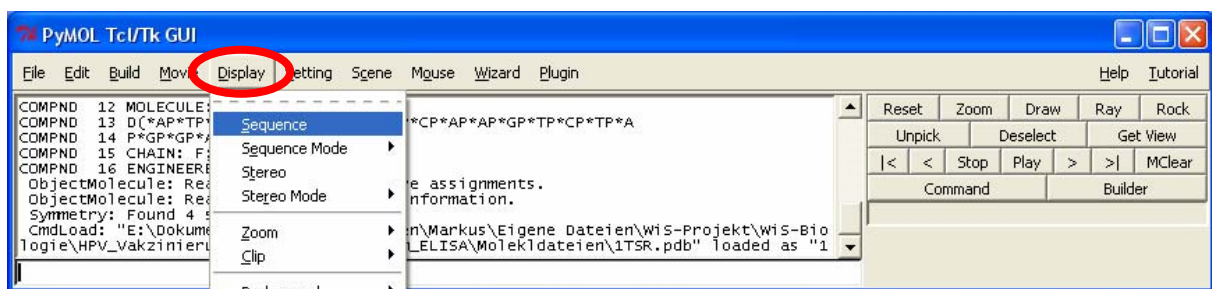 PyMOL Tcl/Tk GUI
File Edit Build Movie Display Setting Scene Mouse Wizard Plugin Help Tutorial
COMPND 12 MOLECULE:
COMPND 13 D(*AP*TP *CP*AP*AP*GP*TP*CP*TP*A
COMPND 14 P*GP*GP*
COMPND 15 CHAIN: F;
COMPND 16 ENGINEERE
ObjectMolecule: Rea e assignments.
ObjectMolecule: Rea nformation.
Symmetry: Found 4 s
CmdLoad: "E:\Dokume en\Markus\Eigene Dateien\WiS-Projekt\WiS-Bio
logie\HPV_Vakzinieru _ELISA\Molekldateien\1TSR.pdb" loaded as "1
Sequence
Sequence Mode
Stereo
Stereo Mode
Zoom
Clip
Reset Zoom Draw Ray Rock
Unpick Deselect Get View
|< < Stop Play > >| MClear
Command Builder